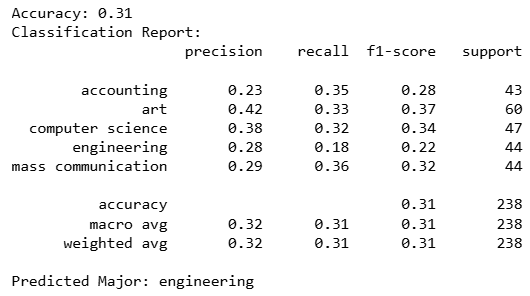 Accuracy: 0.31
Classification Report:
precision recall f1-score support
accounting 0.23 0.35 0.28 43
art 0.42 0.33 0.37 60
computer science 0.38 0.32 0.34 47
engineering 0.28 0.18 0.22 44
mass communication 0.29 0.36 0.32 44
accuracy 0.31 238
macro avg 0.32 0.31 0.31 238
weighted avg 0.32 0.31 0.31 238
Predicted Major: engineering